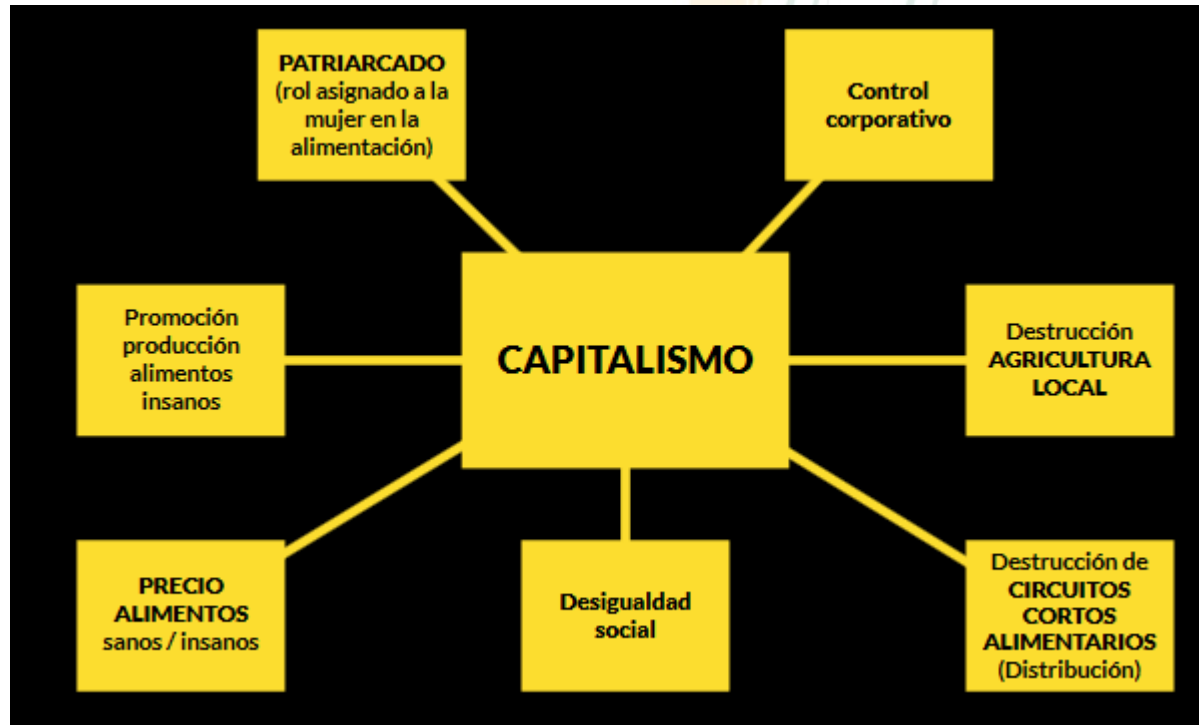 PATRIARCADO
(rol asignado a la
mujer en la
alimentación)
Control
corporativo
Promoción
producción
alimentos
insanos
CAPITALISMO
Destrucción
AGRICULTURA
LOCAL
PRECIO
ALIMENTOS
sanos / insanos
Desigualdad
social
Destrucción de
CIRCUITOS
CORTOS
ALIMENTARIOS
(Distribución)